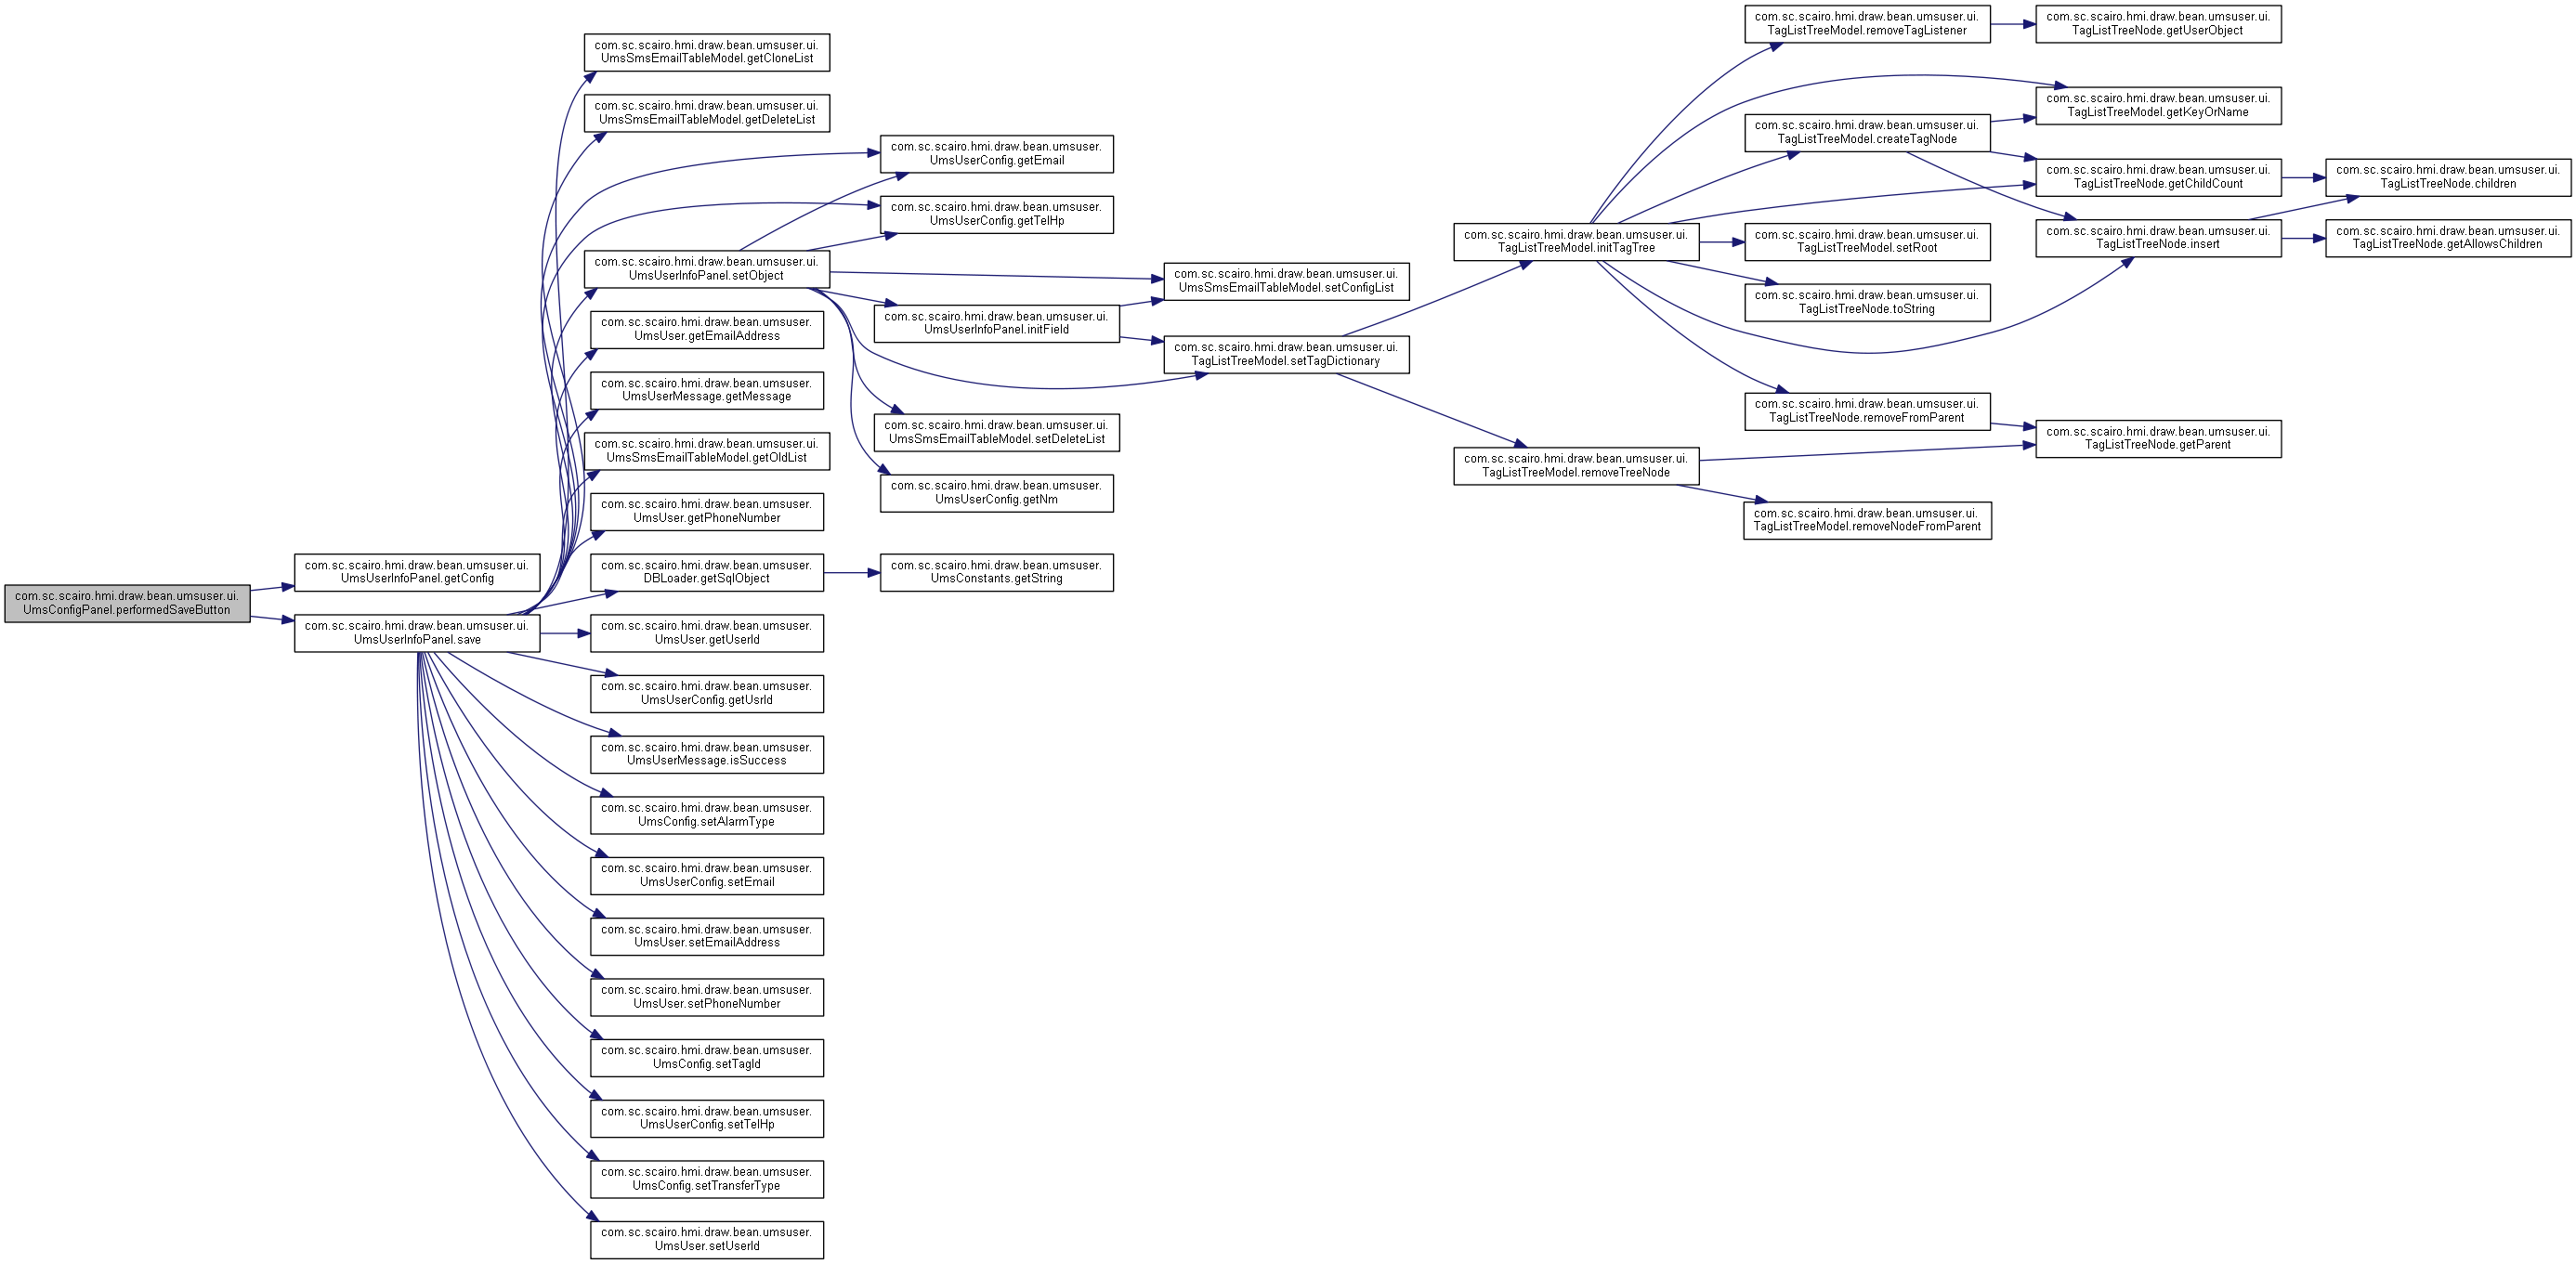 com.sc.scairo.hmi.draw.bean.umsuser.ui.
UmsConfigPanel.performedSaveButton
com.sc.scairo.hmi.draw.bean.umsuser.ui.
UmsUserInfoPanel.getConfig
com.sc.scairo.hmi.draw.bean.umsuser.ui.
UmsUserInfoPanel.save
com.sc.scairo.hmi.draw.bean.umsuser.ui.
UmsSmsEmailTableModel.getCloneList
com.sc.scairo.hmi.draw.bean.umsuser.ui.
UmsSmsEmailTableModel.getDeleteList
com.sc.scairo.hmi.draw.bean.umsuser.ui.
UmsUserInfoPanel.setObject
com.sc.scairo.hmi.draw.bean.umsuser.
UmsUser.getEmailAddress
com.sc.scairo.hmi.draw.bean.umsuser.
UmsUserMessage.getMessage
com.sc.scairo.hmi.draw.bean.umsuser.ui.
UmsSmsEmailTableModel.getOldList
com.sc.scairo.hmi.draw.bean.umsuser.
UmsUser.getPhoneNumber
com.sc.scairo.hmi.draw.bean.umsuser.
DBLoader.getSqlObject
com.sc.scairo.hmi.draw.bean.umsuser.
UmsUser.getUserId
com.sc.scairo.hmi.draw.bean.umsuser.
UmsUserConfig.getUsrId
com.sc.scairo.hmi.draw.bean.umsuser.
UmsUserMessage.isSuccess
com.sc.scairo.hmi.draw.bean.umsuser.
UmsConfig.setAlarmType
com.sc.scairo.hmi.draw.bean.umsuser.
UmsUserConfig.setEmail
com.sc.scairo.hmi.draw.bean.umsuser.
UmsUser.setEmailAddress
com.sc.scairo.hmi.draw.bean.umsuser.
UmsUser.setPhoneNumber
com.sc.scairo.hmi.draw.bean.umsuser.
UmsConfig.setTagId
com.sc.scairo.hmi.draw.bean.umsuser.
UmsUserConfig.setTelHp
com.sc.scairo.hmi.draw.bean.umsuser.
UmsConfig.setTransferType
com.sc.scairo.hmi.draw.bean.umsuser.
UmsUser.setUserId
com.sc.scairo.hmi.draw.bean.umsuser.
UmsUserConfig.getEmail
com.sc.scairo.hmi.draw.bean.umsuser.
UmsUserConfig.getTelHp
com.sc.scairo.hmi.draw.bean.umsuser.ui.
UmsUserInfoPanel.initField
com.sc.scairo.hmi.draw.bean.umsuser.ui.
UmsSmsEmailTableModel.setDeleteList
com.sc.scairo.hmi.draw.bean.umsuser.
UmsUserConfig.getNm
com.sc.scairo.hmi.draw.bean.umsuser.
UmsConstants.getString
com.sc.scairo.hmi.draw.bean.umsuser.ui.
UmsSmsEmailTableModel.setConfigList
com.sc.scairo.hmi.draw.bean.umsuser.ui.
TagListTreeModel.setTagDictionary
com.sc.scairo.hmi.draw.bean.umsuser.ui.
TagListTreeModel.initTagTree
com.sc.scairo.hmi.draw.bean.umsuser.ui.
TagListTreeModel.removeTreeNode
com.sc.scairo.hmi.draw.bean.umsuser.ui.
TagListTreeModel.removeTagListener
com.sc.scairo.hmi.draw.bean.umsuser.ui.
TagListTreeModel.createTagNode
com.sc.scairo.hmi.draw.bean.umsuser.ui.
TagListTreeModel.setRoot
com.sc.scairo.hmi.draw.bean.umsuser.ui.
TagListTreeNode.toString
com.sc.scairo.hmi.draw.bean.umsuser.ui.
TagListTreeNode.removeFromParent
com.sc.scairo.hmi.draw.bean.umsuser.ui.
TagListTreeModel.removeNodeFromParent
com.sc.scairo.hmi.draw.bean.umsuser.ui.
TagListTreeNode.getUserObject
com.sc.scairo.hmi.draw.bean.umsuser.ui.
TagListTreeModel.getKeyOrName
com.sc.scairo.hmi.draw.bean.umsuser.ui.
TagListTreeNode.getChildCount
com.sc.scairo.hmi.draw.bean.umsuser.ui.
TagListTreeNode.insert
com.sc.scairo.hmi.draw.bean.umsuser.ui.
TagListTreeNode.getParent
com.sc.scairo.hmi.draw.bean.umsuser.ui.
TagListTreeNode.children
com.sc.scairo.hmi.draw.bean.umsuser.ui.
TagListTreeNode.getAllowsChildren